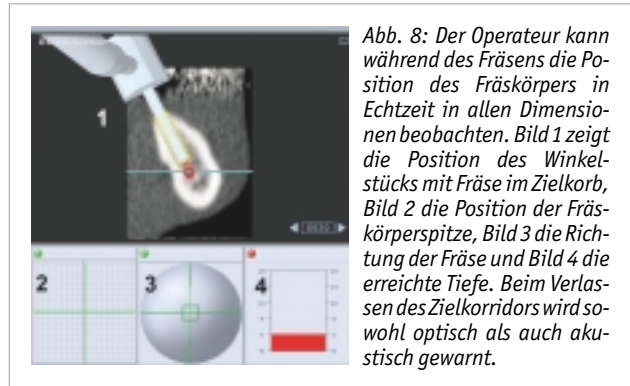 1
2
3
4
Abb. 8: Der Operateur kann
während des Fräsens die Po-
sition des Fräskörpers in
Echtzeit in allen Dimensio-
nen beobachten. Bild 1 zeigt
die Position des Winkel-
stücks mit Fräse im Zielkorb,
Bild 2 die Position der Fräs-
körperspitze, Bild 3 die Rich-
tung der Fräse und Bild 4 die
erreichte Tiefe. Beim Verlas-
sen des Zielkorridors wird so-
wohl optisch als auch aku-
stisch gewarnt.